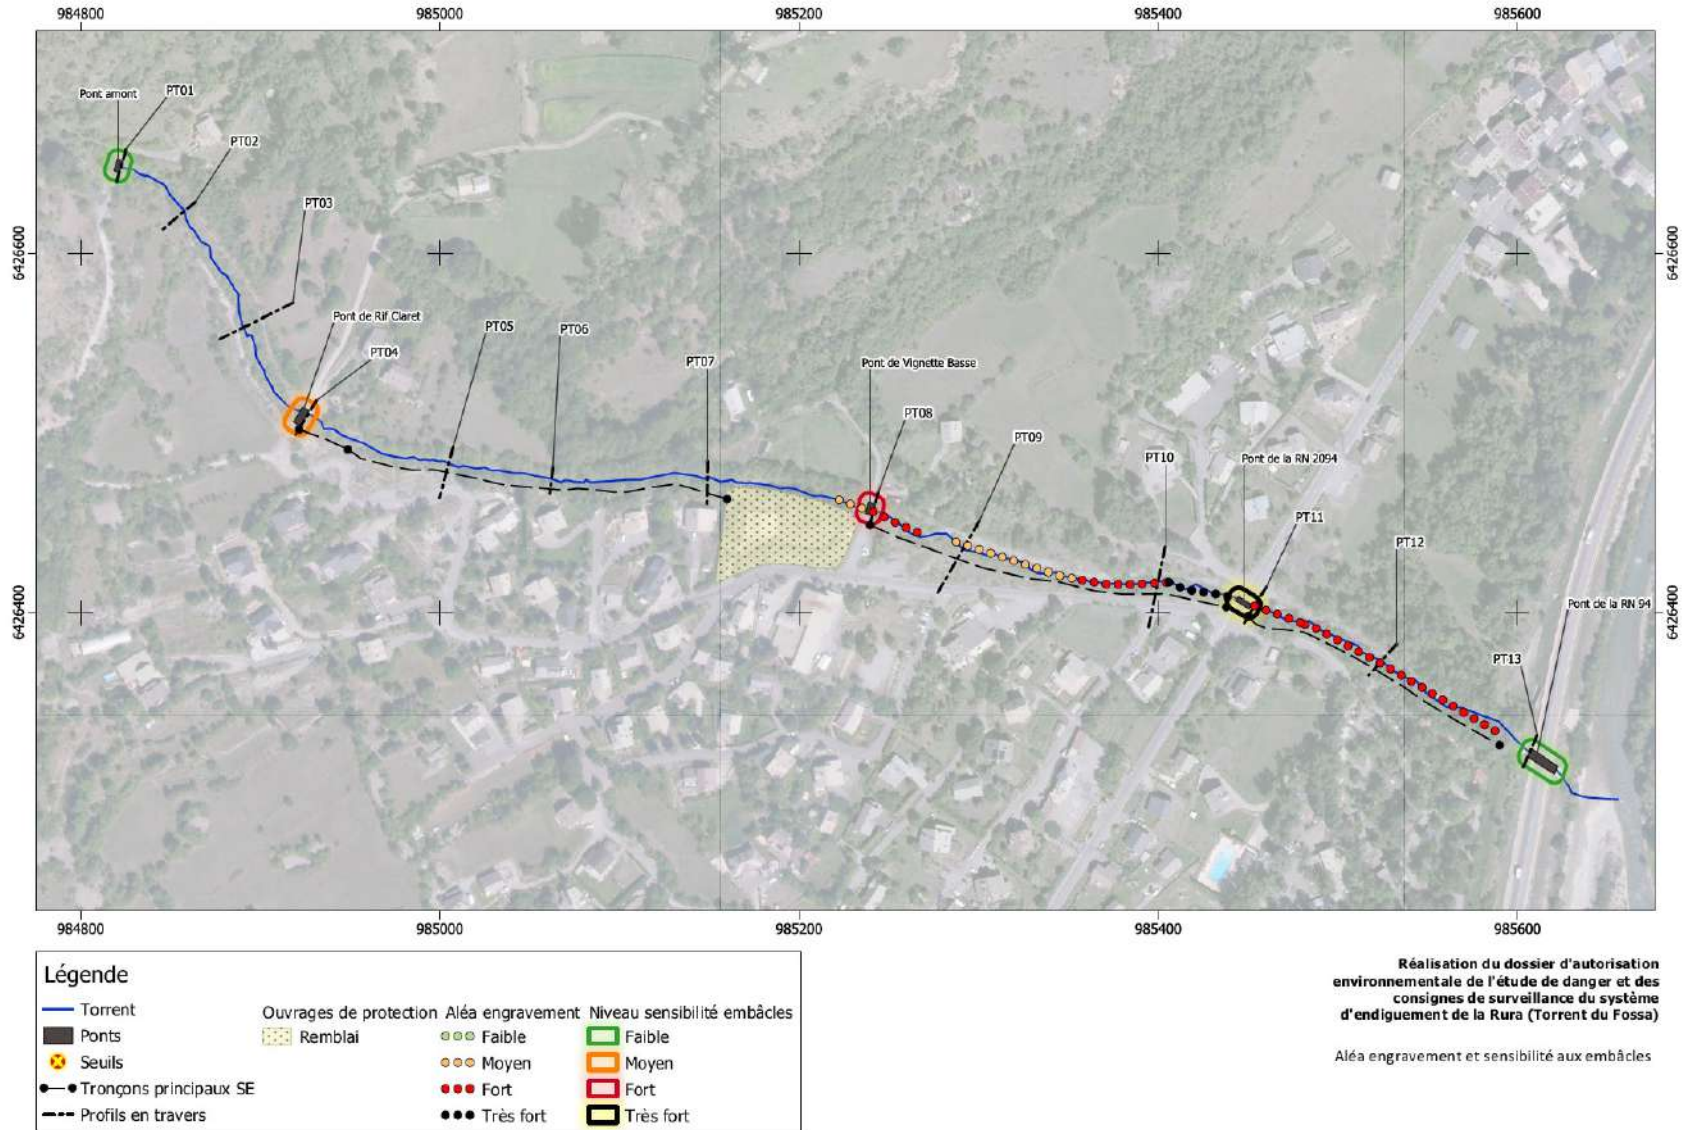 984800
985000
985200
985400
985600
Pont amont
PT01
PT02
PT03
6426600
6426600
Pont de Rif Claret
PT04
PT05
PT06
PT07
Pont de Vignette Basse
PT08
PT09
PT10
Pont de la RN 2094
PT11
PT12
6426400
6426400
Pont de la RN 94
PT13
984800
985000
985200
985400
985600
Légende
Torrent
Ponts
Seuils
Tronçons principaux SE
Profils en travers
Ouvrages de protection
Remblai
Aléa engravement
Faible
Moyen
Fort
Très fort
Niveau sensibilité embâcles
Faible
Moyen
Fort
Très fort
Réalisation du dossier d'autorisation
environnementale de l'étude de danger et des
consignes de surveillance du système
d'endiguement de la Rura (Torrent du Fossa)
Aléa engravement et sensibilité aux embâcles